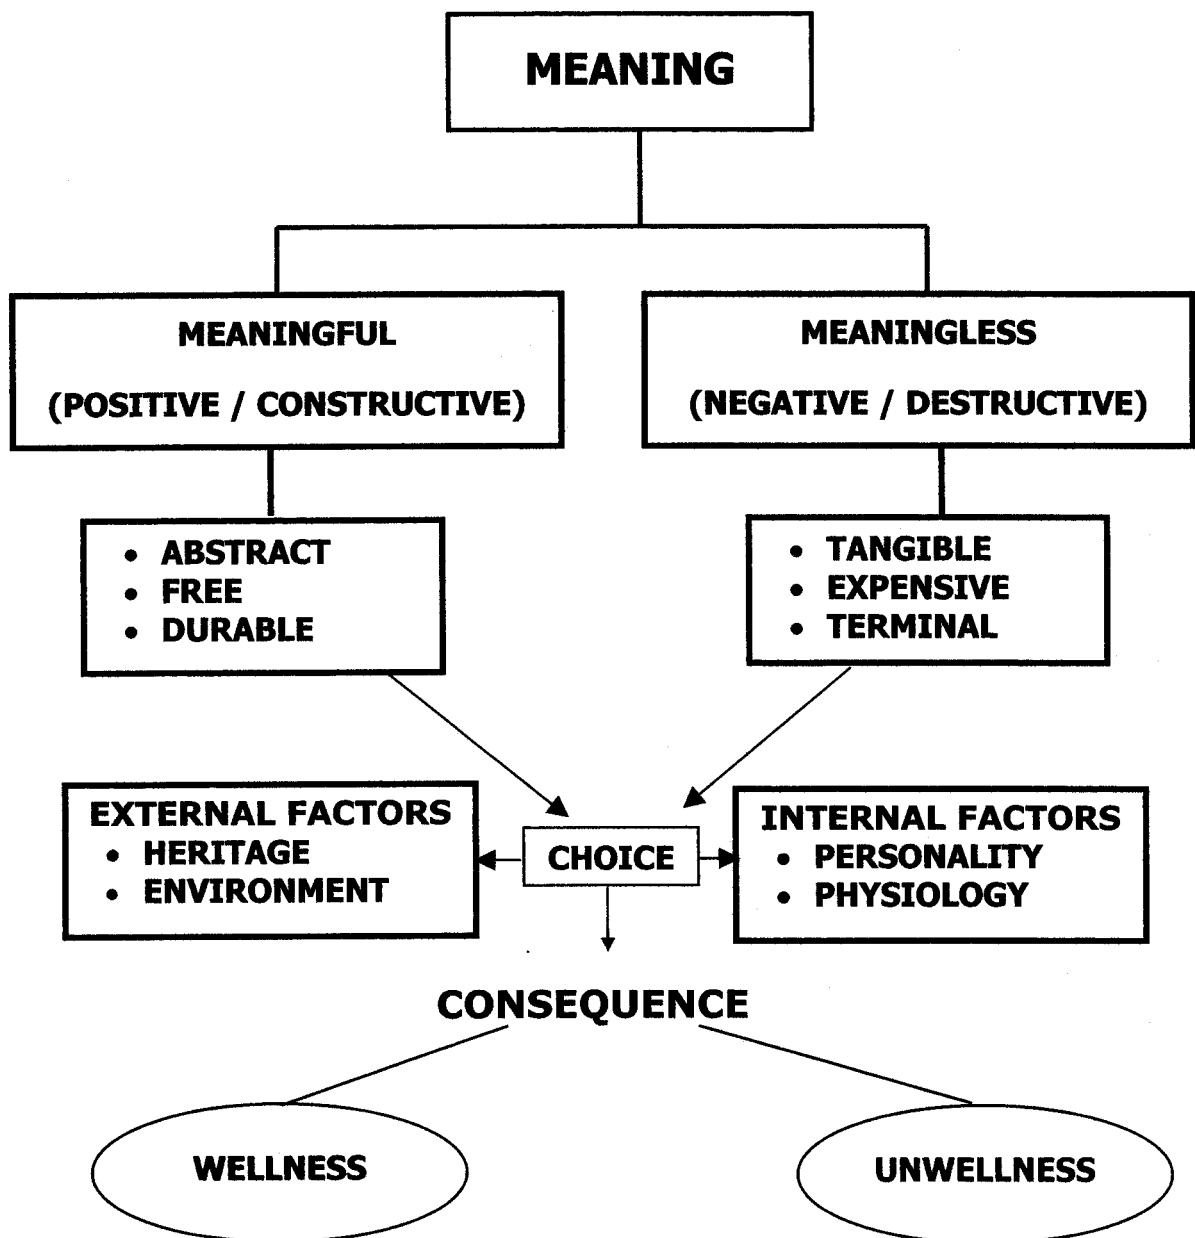 MEANING
MEANINGFUL
(POSITIVE / CONSTRUCTIVE)
MEANINGLESS
(NEGATIVE / DESTRUCTIVE)
• ABSTRACT
• FREE
• DURABLE
• TANGIBLE
• EXPENSIVE
• TERMINAL
EXTERNAL FACTORS
• HERITAGE
• ENVIRONMENT
CHOICE
INTERNAL FACTORS
• PERSONALITY
• PHYSIOLOGY
CONSEQUENCE
WELLNESS
UNWELLNESS